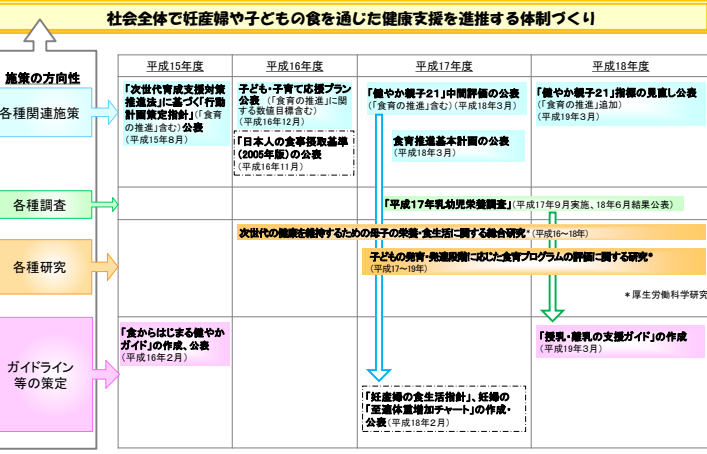 社会全体で妊産婦や子どもの食を通じた健康支援を進推する体制づくり
施策の方向性
平成15年度
平成16年度
平成17年度
平成18年度
各種関連施策
「次世代育成支援対策
推進法」に基づく「行動
計画策定指針」(「食育
の推進」含む)公表
(平成15年8月)
子ども・子育て応援プラン
公表 (「食育の推進」に関
する数値目標含む)
(平成16年12月)
「日本人の食事摂取基準
(2005年版)の公表
(平成16年11月)
「健やか親子21」中間評価の公表
(「食育の推進」含む)(平成18年3月)
食育推進基本計画の公表
(平成18年3月)
「健やか親子21」指標の見直し公表
(「食育の推進」追加)
(平成19年3月)
各種調査
「平成17年乳幼児栄養調査」(平成17年9月実施、18年6月結果公表)
各種研究
次世代の健康を維持するための母子の栄養・食生活に関する総合研究*(平成16~18年)
子どもの発育・発達段階に応じた食育プログラムの評価に関する研究*
(平成17~19年)
*厚生労働科学研究
ガイドライン
等の策定
「食からはじまる健やか
ガイド」の作成、公表
(平成16年2月)
「妊産婦の食生活指針」、妊婦の
「至適体重増加チャート」の作成・
公表(平成18年2月)
「授乳・離乳の支援ガイド」の作成
(平成19年3月)